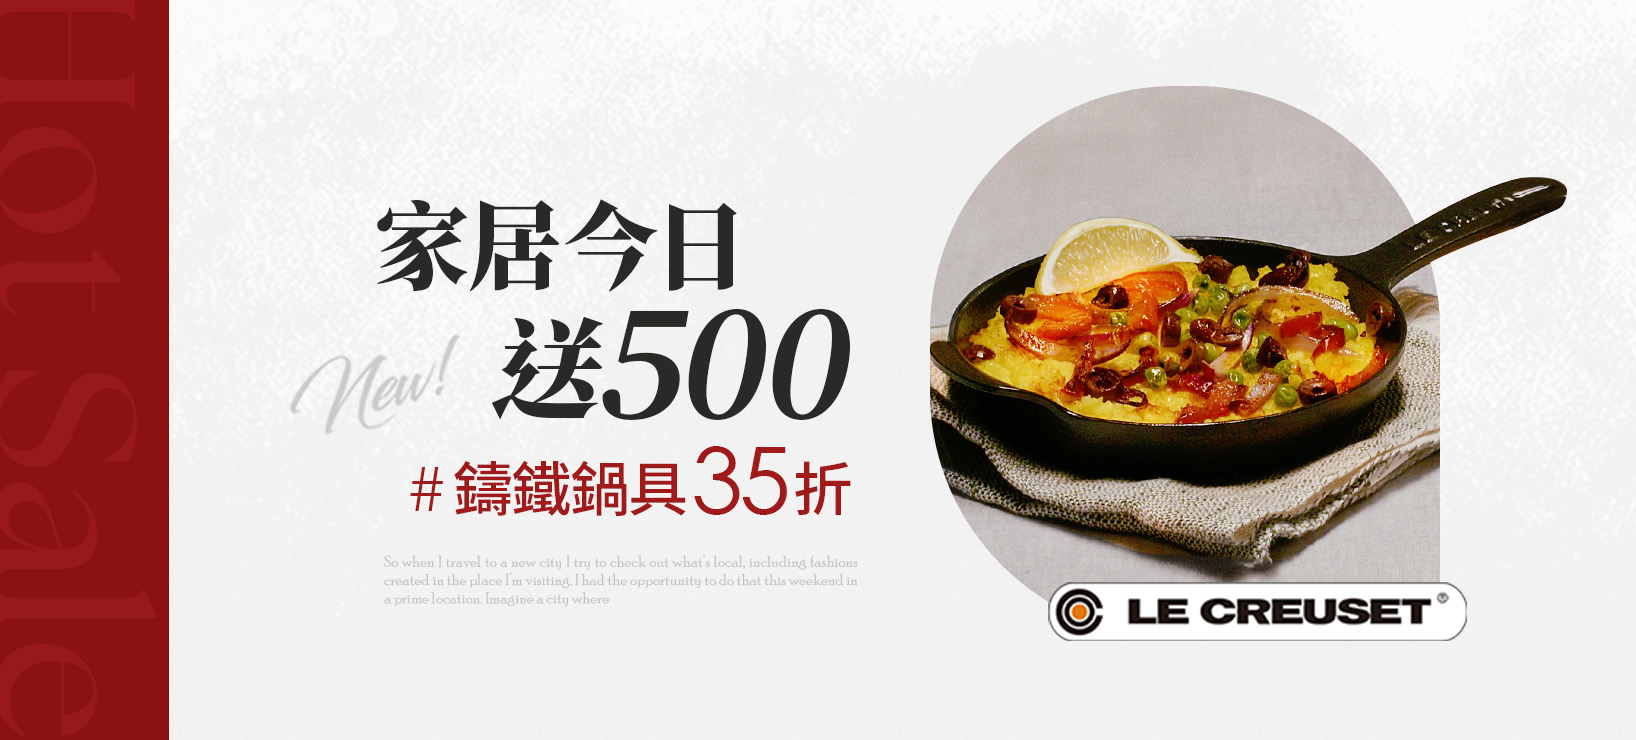 Hot Sale
家居今日
送500
New!
#鑄鐵鍋具35折
So when I travel to a new city I try to check out what's local, including fashions
created in the place I'm visiting. I had the opportunity to do that this weekend in
a prime location. Imagine a city where
LE CREUSET
LE CREUSET